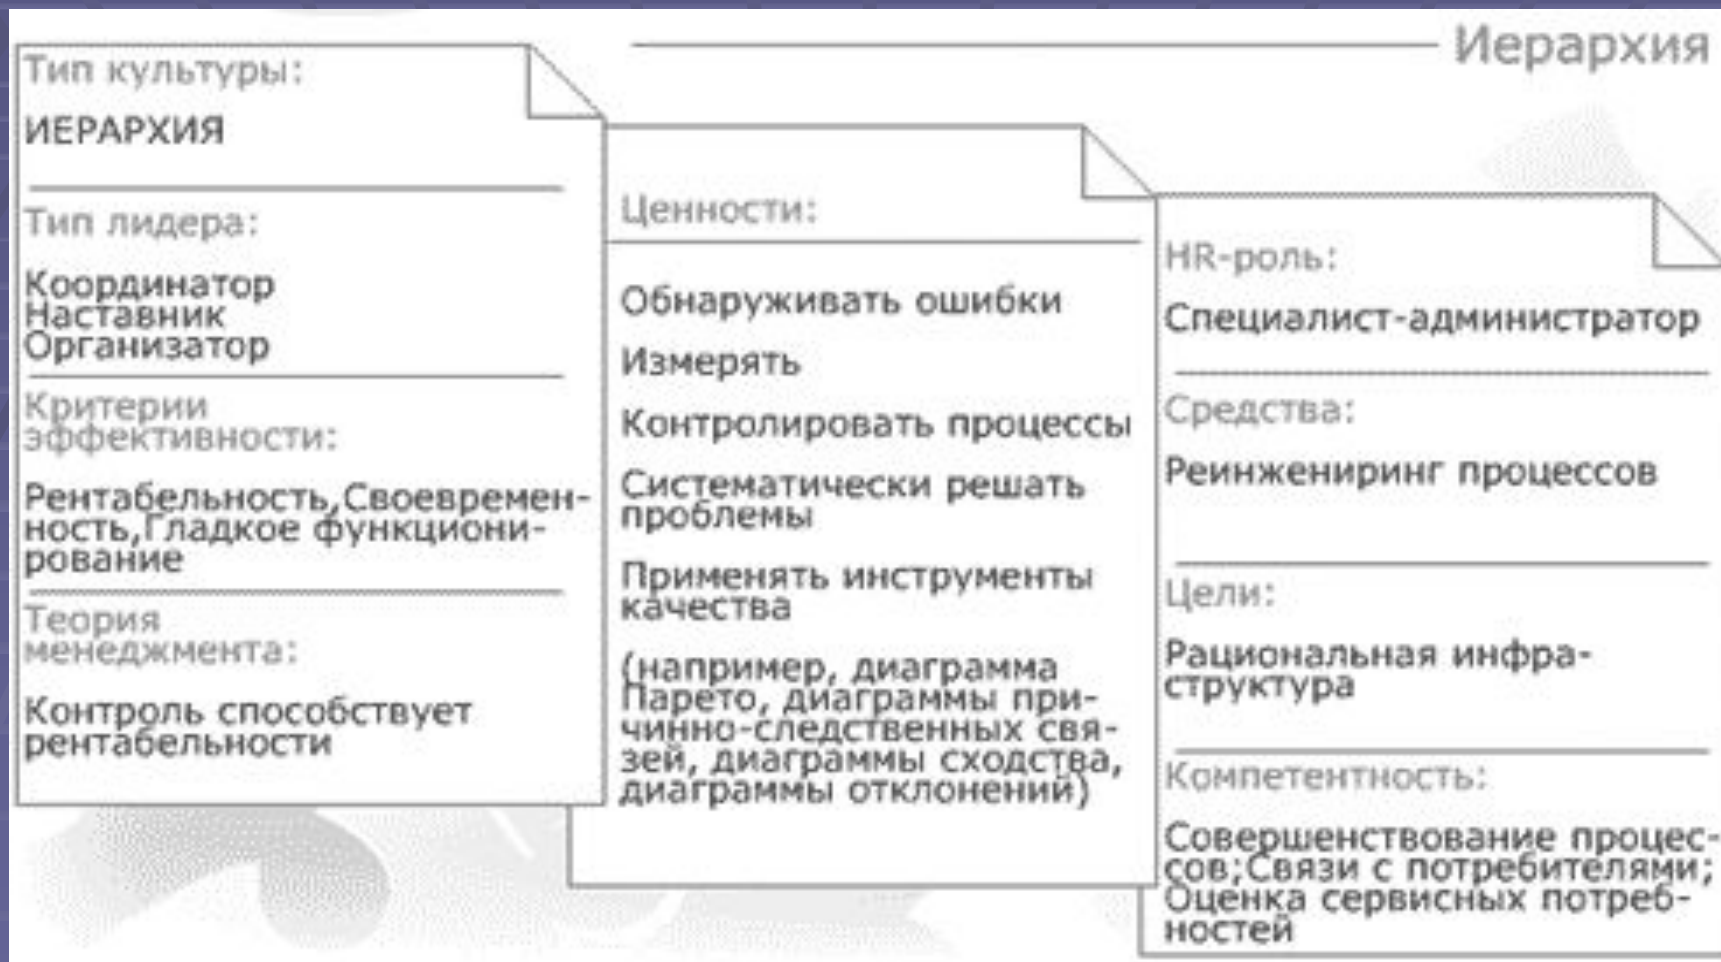 Иерархия
Тип культуры:
ИЕРАРХИЯ
Тип лидера:
Координатор
Наставник
Организатор
Критерии
эффективности:
Рентабельность,Своевремен-
ность,Гладкое функциони-
рование
Теория
менеджмента:
Контроль способствует
рентабельности
Ценности:
Обнаруживать ошибки
Измерять
Контролировать процессы
Систематически решать
проблемы
Применять инструменты
качества
(например, диаграмма
Парето, диаграммы при-
чинно-следственных свя-
зей, диаграммы сходства,
диаграммы отклонений)
HR-роль:
Специалист-администратор
Средства:
Реинжениринг процессов
Цели:
Рациональная инфра-
структура
Компетентность:
Совершенствование процес-
сов;Связи с потребителями;
Оценка сервисных потреб-
ностей